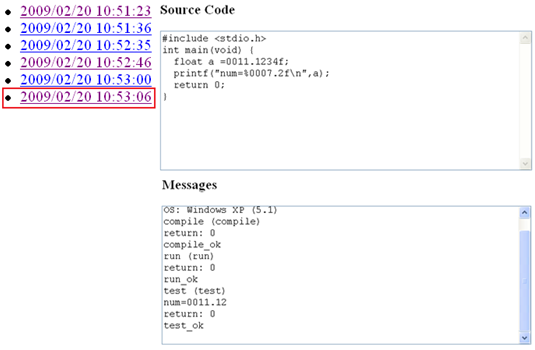 2009/02/20 10:51:23
2009/02/20 10:51:36
2009/02/20 10:52:35
2009/02/20 10:52:46
2009/02/20 10:53:00
2009/02/20 10:53:06
Source Code
#include <stdio.h>
int main(void) {
  float a =0011.1234f;
  printf("num=%0007.2f\n",a);
  return 0;
}
Messages
OS: Windows XP (5.1)
compile (compile)
return: 0
compile_ok
run (run)
return: 0
run_ok
test (test)
num=0011.12
return: 0
test_ok